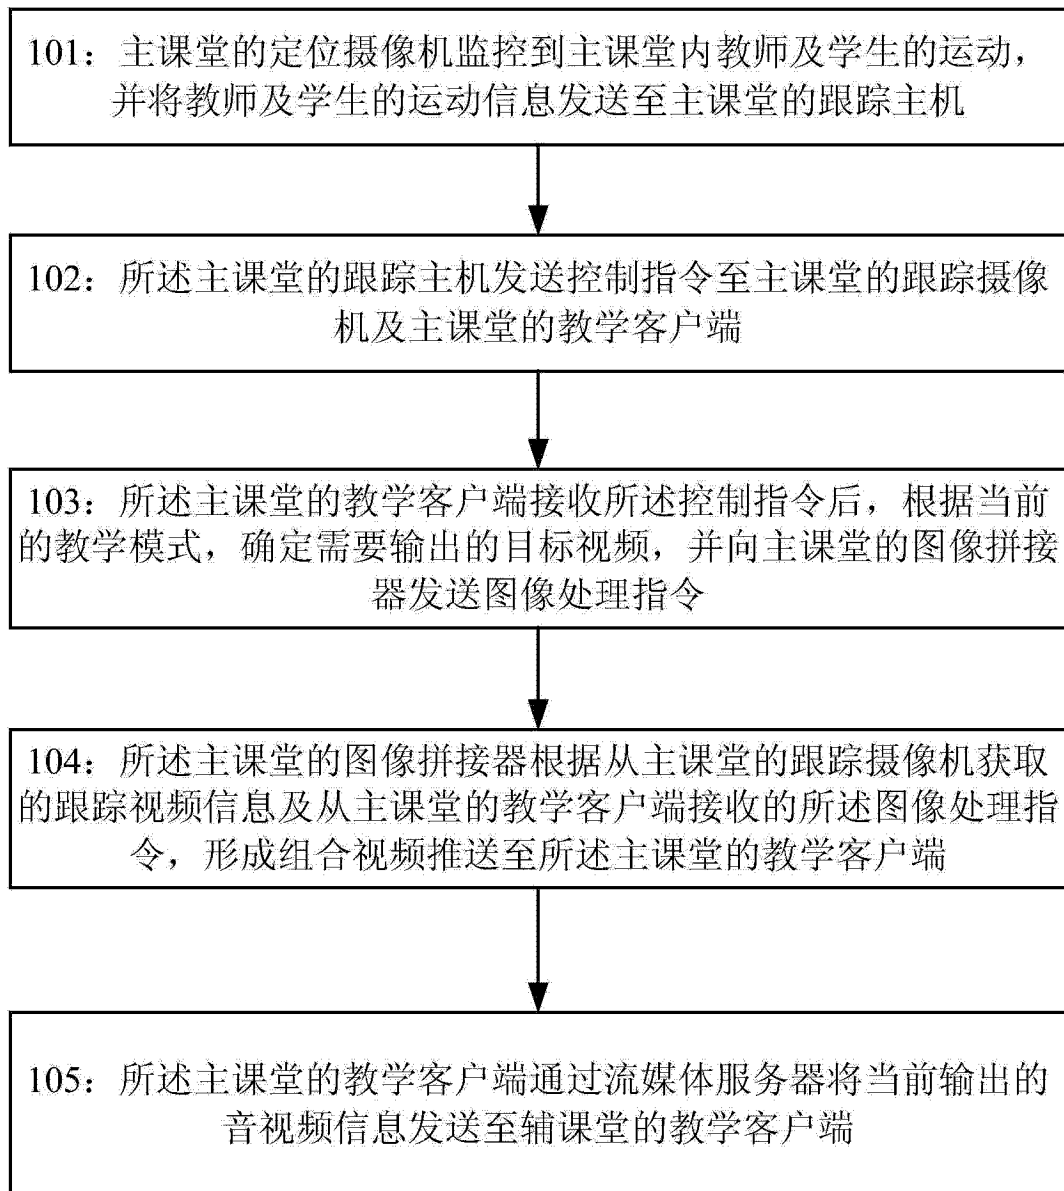 101：主课堂的定位摄像机监控到主课堂内教师及学生的运动，
并将教师及学生的运动信息发送至主课堂的跟踪主机
102：所述主课堂的跟踪主机发送控制指令至主课堂的跟踪摄像
机及主课堂的教学客户端
103：所述主课堂的教学客户端接收所述控制指令后，根据当前
的教学模式，确定需要输出的目标视频，并向主课堂的图像拼接
器发送图像处理指令
104：所述主课堂的图像拼接器根据从主课堂的跟踪摄像机获取
的跟踪视频信息及从主课堂的教学客户端接收的所述图像处理指
令，形成组合视频推送至所述主课堂的教学客户端
105：所述主课堂的教学客户端通过流媒体服务器将当前输出的
音视频信息发送至辅课堂的教学客户端